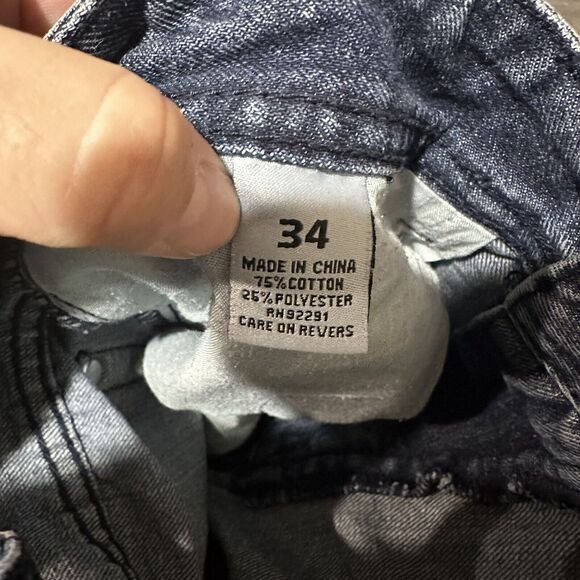 34
MADE IN CHINA
75%COTTON
25%POLYESTER
RN92291
CARE ON REVERS